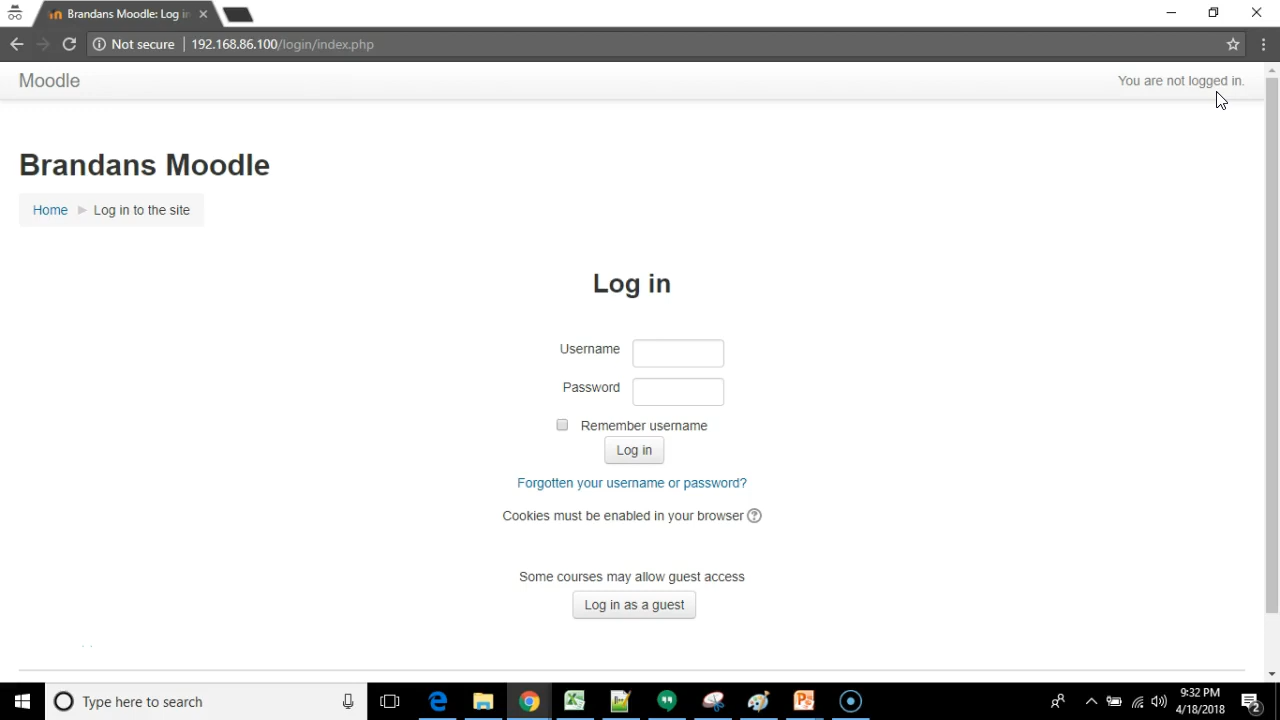 Brandans Moodle: Log in
Not secure
192.168.86.100/login/index.php
Moodle
You are not logged in.
Brandans Moodle
Home
Log in to the site
Log in
Username
Password
Remember username
Log in
Forgotten your username or password?
Cookies must be enabled in your browser
Some courses may allow guest access
Log in as a guest
Type here to search
9:32 PM
4/18/2018
2